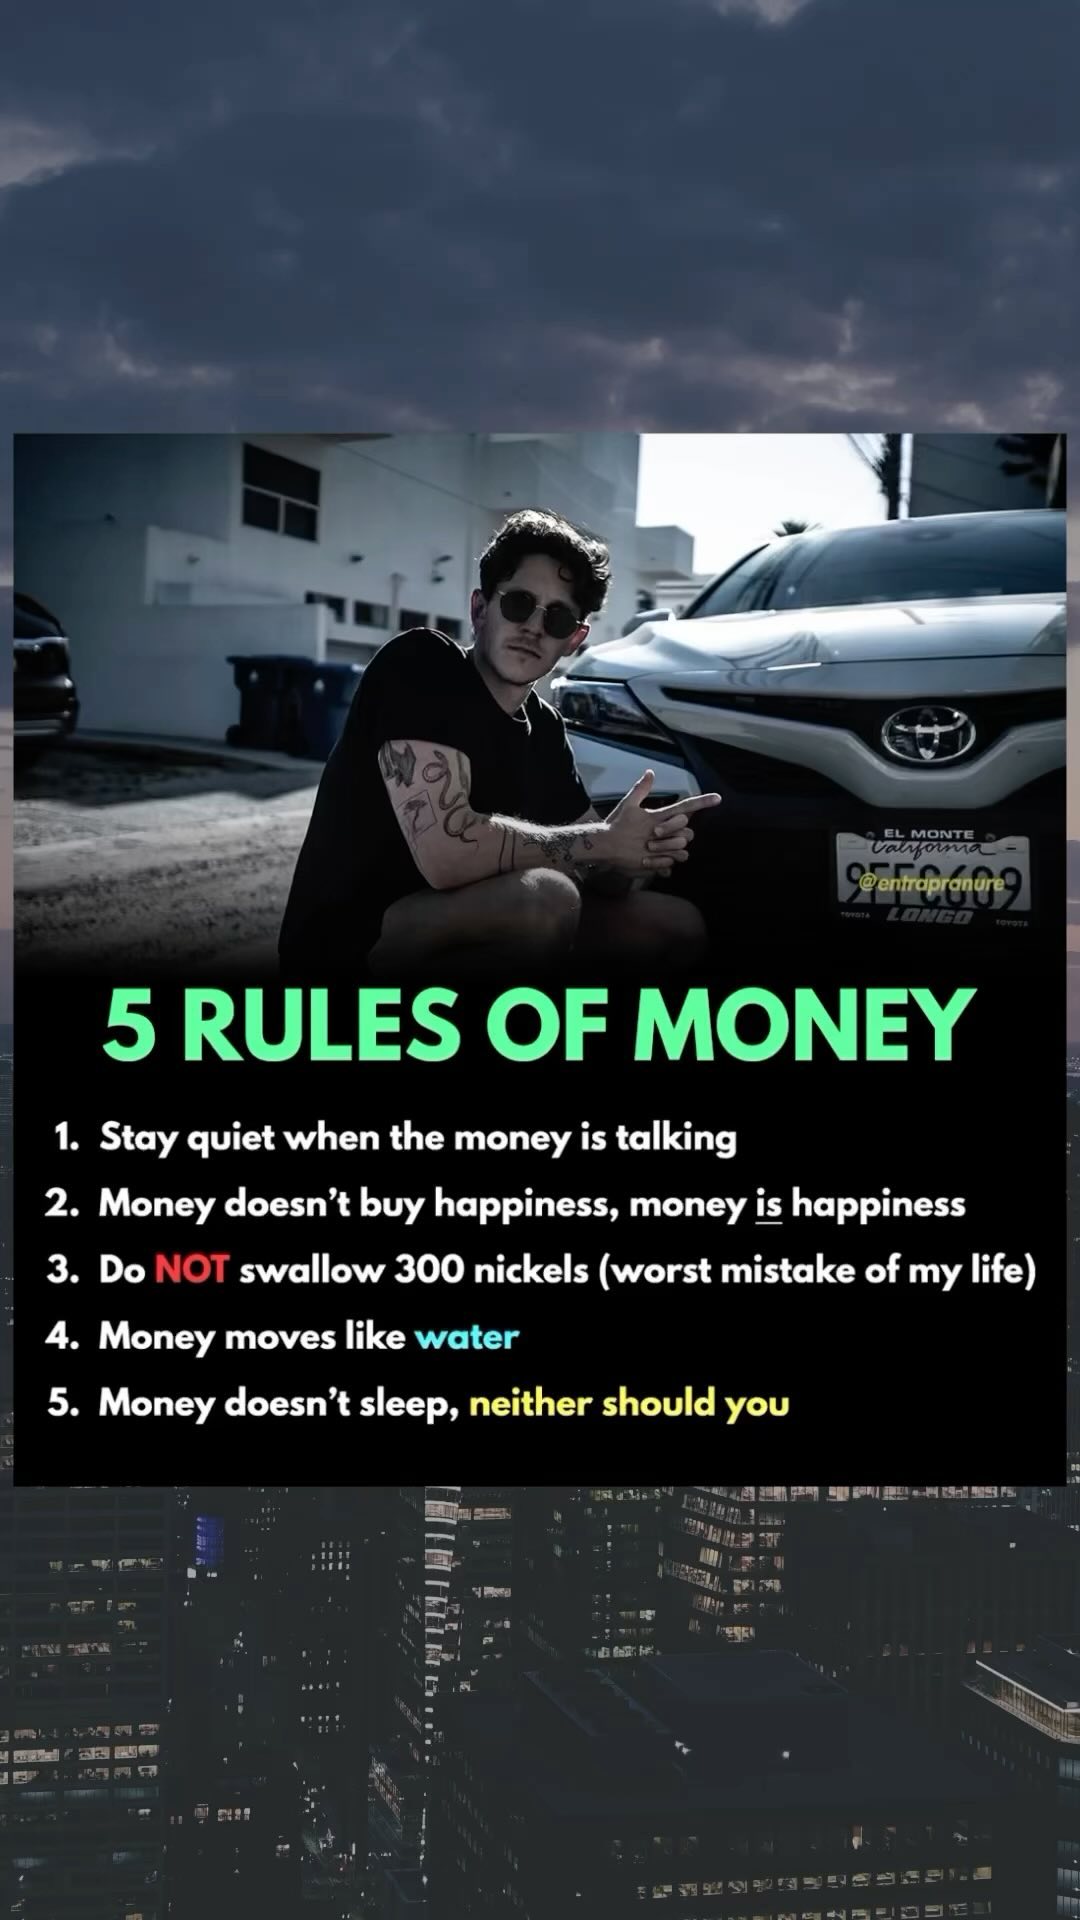 EL MONTE
California
@entrapranure
TOYOTA LONGO TOYOTA
5 RULES OF MONEY
1. Stay quiet when the money is talking
2. Money doesn’t buy happiness, money is happiness
3. Do NOT swallow 300 nickels (worst mistake of my life)
4. Money moves like water
5. Money doesn’t sleep, neither should you